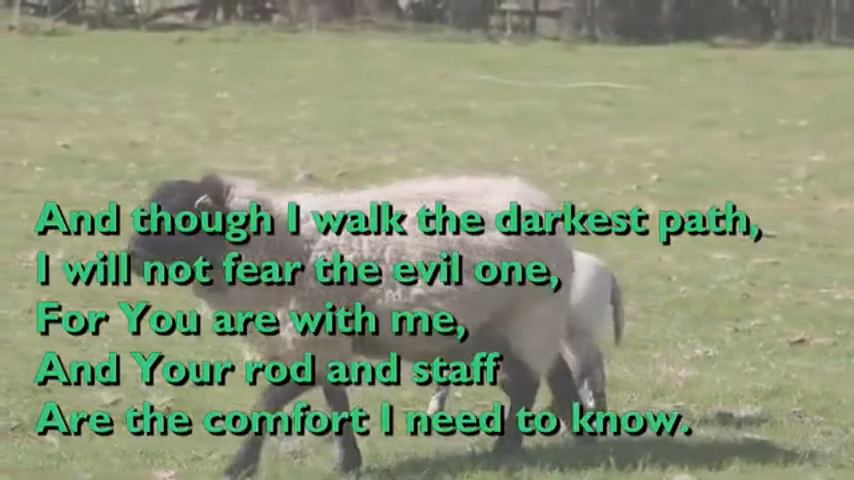 And though I walk the darkest path,
I will not fear the evil one,
For You are with me,
And Your rod and staff
Are the comfort I need to know.